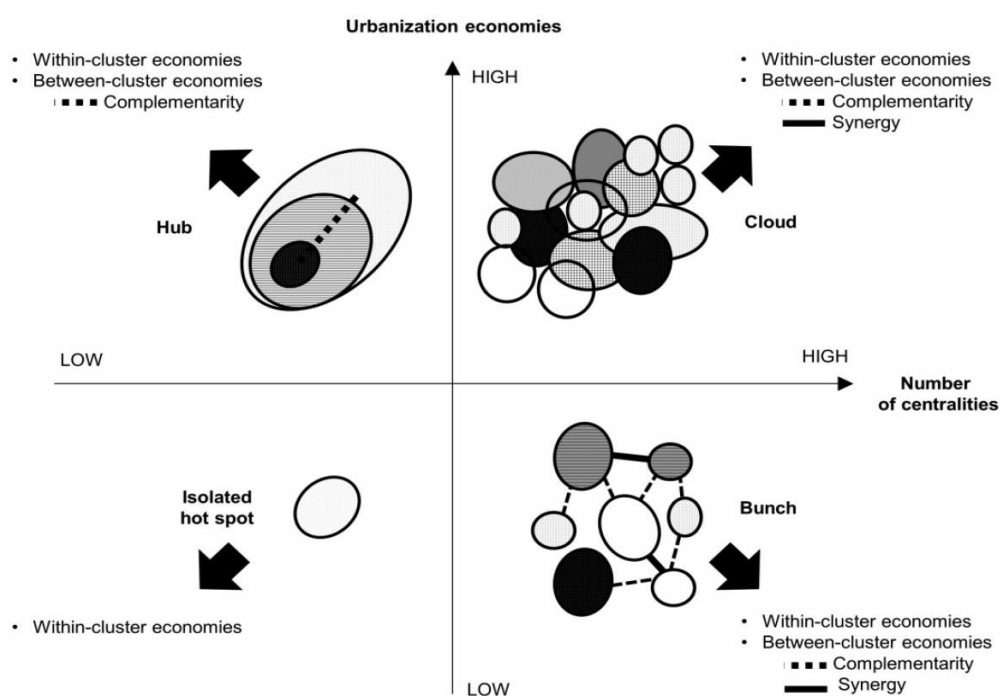 Urbanization economies
• Within-cluster economies
• Between-cluster economies
Complementarity
HIGH
• Within-cluster economies
• Between-cluster economies
Complementarity
Synergy
Hub
Cloud
LOW
HIGH
Number
of centralities
Isolated
hot spot
Bunch
• Within-cluster economies
• Within-cluster economies
• Between-cluster economies
Complementarity
Synergy
LOW